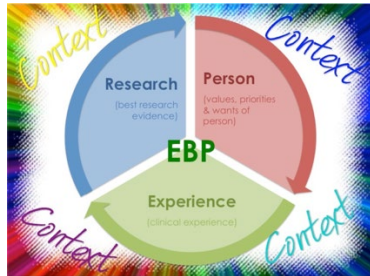 Context
Context
Research
(best research
evidence)
Person
(values, priorities
& wants of
person)
EBP
Experience
(clinical experience)
Context
Context